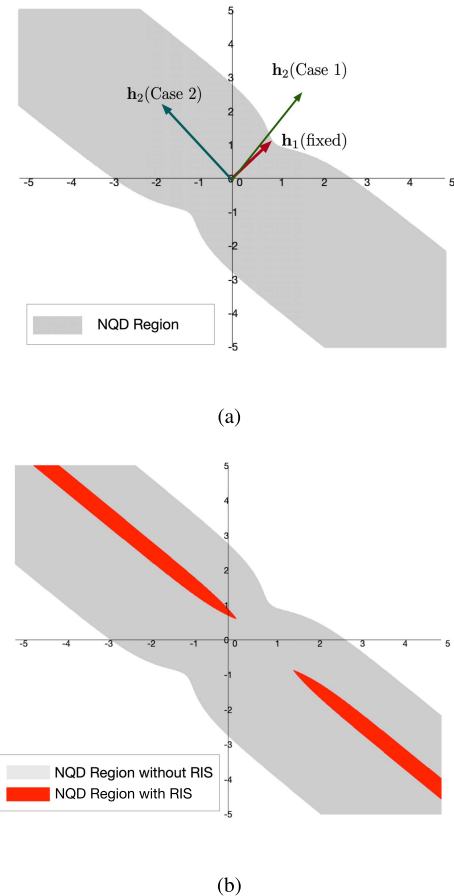 5
4
3
h₂(Case 1)
h₂(Case 2)
2
h₁(fixed)
1
-5 -4 -3 -2 -1 0 1 2 3 4 5
-1
-2
-3
-4
NQD Region
-5
(a)
5
4
3
2
1
-5 -4 -3 -2 -1 0 1 2 3 4 5
-1
-2
-3
NQD Region without RIS
-4
NQD Region with RIS
-5
(b)